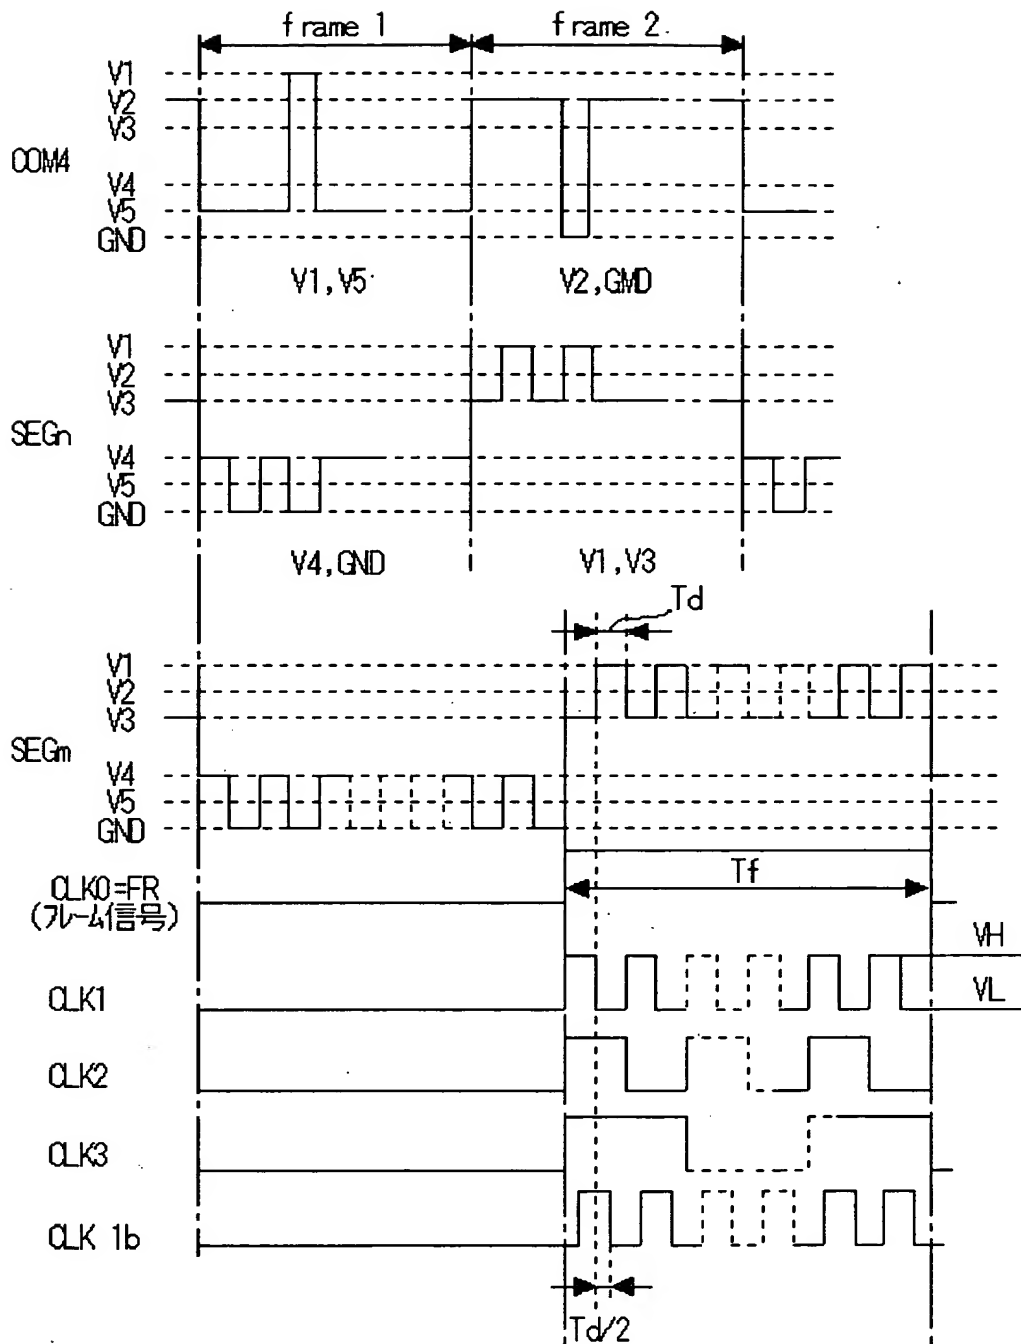 frame 1
frame 2
V1
V2
V3
COM4
V4
V5
GND
V1,V5
V2,GMD
V1
V2
V3
SEGn
V4
V5
GND
V4,GND
V1,V3
Td
V1
V2
V3
SEGm
V4
V5
GND
Tf
CLK0=FR
(フレーム信号)
VH
CLK1
VL
CLK2
CLK3
CLK 1b
Td/2